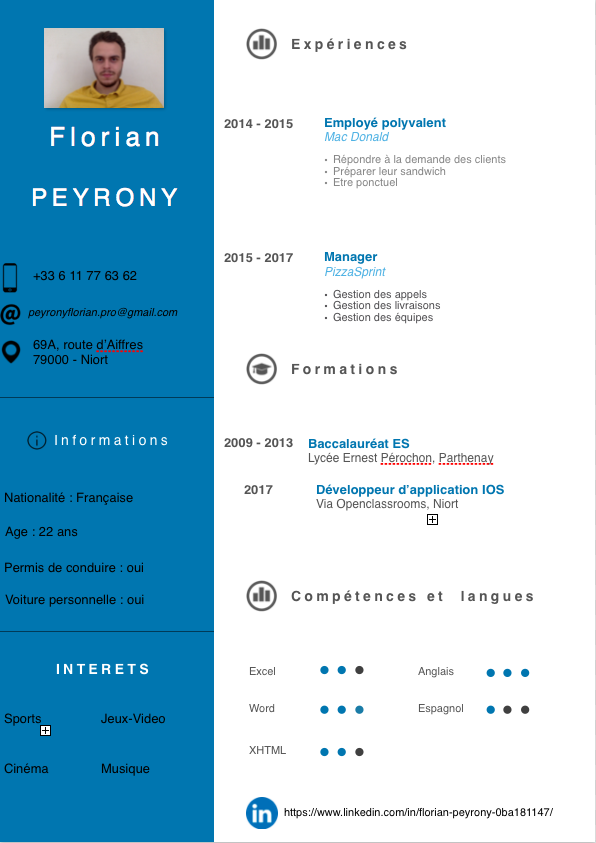 Florian
PEYRONY
+33 6 11 77 63 62
peyronyflorian.pro@gmail.com
69A, route d'Aiffres
79000 - Niort
Informations
Nationalité : Française
Age : 22 ans
Permis de conduire : oui
Voiture personnelle : oui
INTERETS
Sports Jeux-Video
Cinéma Musique
Expériences
2014 - 2015 Employé polyvalent
Mac Donald
• Répondre à la demande des clients
• Préparer leur sandwich
• Etre ponctuel
2015 - 2017 Manager
PizzaSprint
• Gestion des appels
• Gestion des livraisons
• Gestion des équipes
Formations
2009 - 2013 Baccalauréat ES
Lycée Ernest Pérochon, Parthenay
2017 Développeur d'application IOS
Via Openclassrooms, Niort
Compétences et langues
Excel Anglais
Word Espagnol
XHTML
in https://www.linkedin.com/in/florian-peyrony-0ba181147/